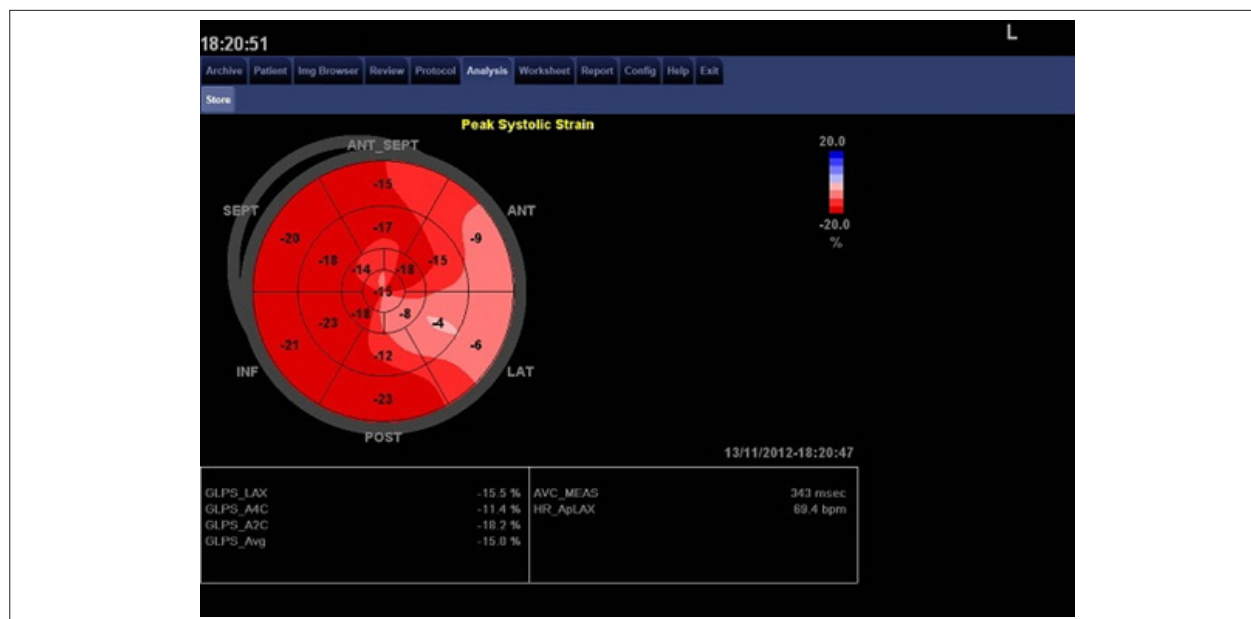 L
18:20:51
Archive Patient Img Browser Review Protocol Analysis Worksheet Report Config Help Exit
Store
Peak Systolic Strain
20.0
-20.0
%
ANT_SEPT
SEPT
ANT
-15
-20
-17
-9
-18
-14
-18
-15
-15
-23
-18
-8
-4
-21
-12
-6
INF
LAT
-23
POST
13/11/2012-18:20:47
GLPS_LAX -15.5 %
GLPS_A4C -11.4 %
GLPS_A2C -18.2 %
GLPS_Avg -15.0 %
AVC_MEAS 343 msec
HR_ApLAX 69.4 bpm